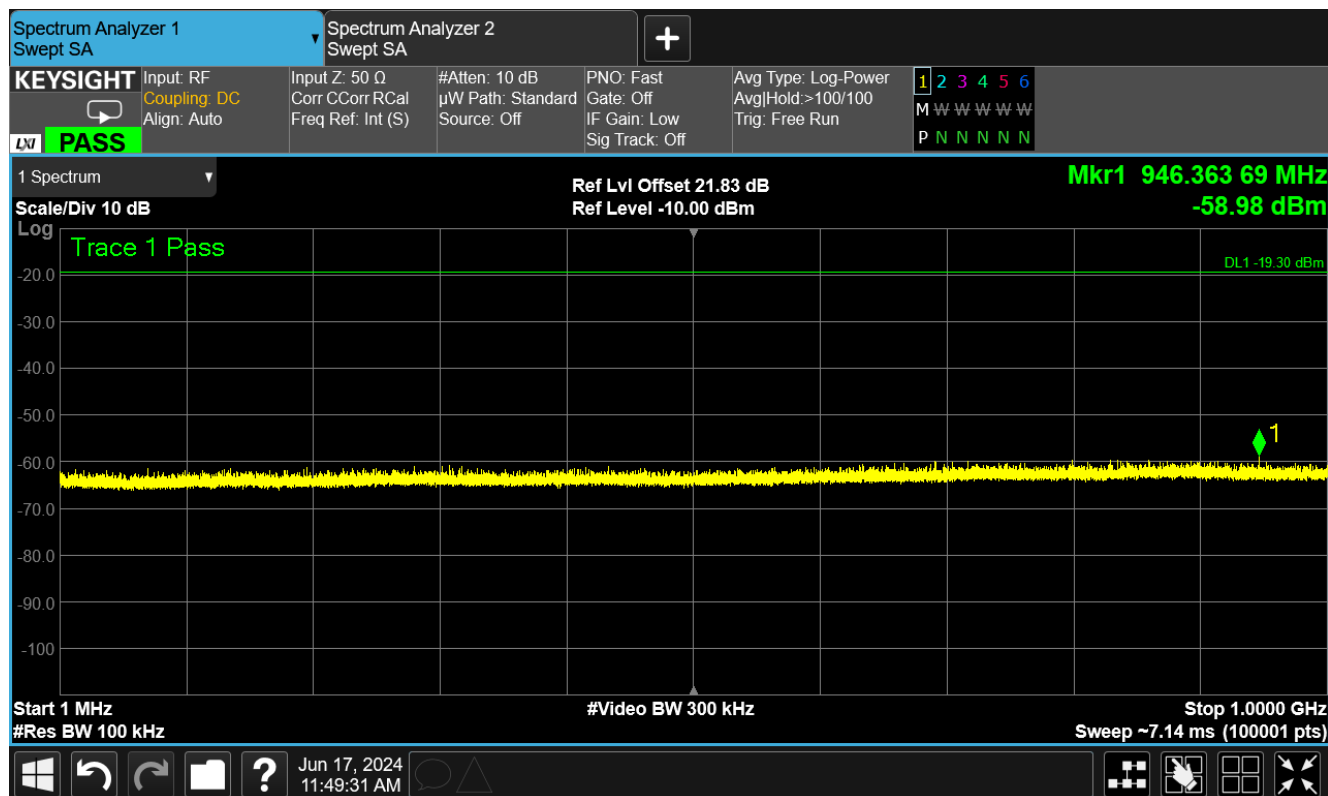 Spectrum Analyzer 1
Swept SA
Spectrum Analyzer 2
Swept SA
KEYSIGHT
LXI PASS
Input: RF
Coupling: DC
Align: Auto
Input Z: 50 Ω
Corr CCorr RCal
Freq Ref: Int (S)
#Atten: 10 dB
µW Path: Standard
Source: Off
PNO: Fast
Gate: Off
IF Gain: Low
Sig Track: Off
Avg Type: Log-Power
Avg|Hold:>100/100
Trig: Free Run
1 2 3 4 5 6
M W W W W W
P N N N N N
1 Spectrum
Scale/Div 10 dB
Ref Lvl Offset 21.83 dB
Ref Level -10.00 dBm
Mkr1 946.363 69 MHz
-58.98 dBm
Log
Trace 1 Pass
DL1 -19.30 dBm
-20.0
-30.0
-40.0
-50.0
1
-60.0
-70.0
-80.0
-90.0
-100
Start 1 MHz
#Video BW 300 kHz
Stop 1.0000 GHz
#Res BW 100 kHz
Sweep ~7.14 ms (100001 pts)
?
Jun 17, 2024
11:49:31 AM